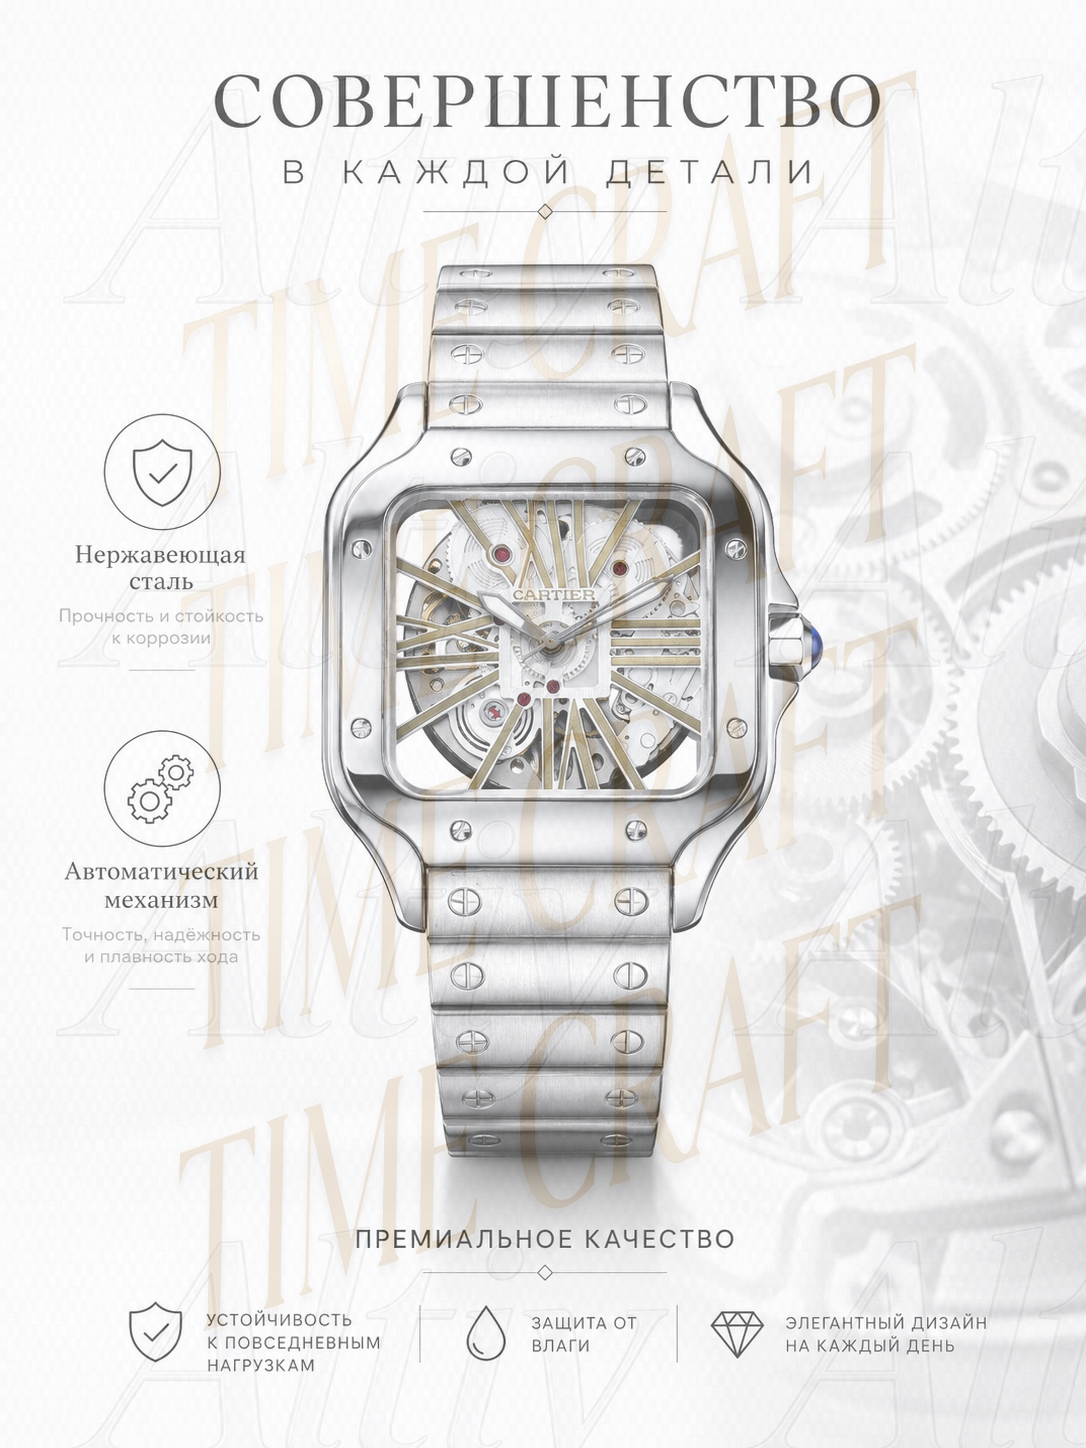 СОВЕРШЕНСТВО
В КАЖДОЙ ДЕТАЛИ
CARTIER
Нержавеющая
сталь
Прочность и стойкость
к коррозии
Автоматический
механизм
Точность, надёжность
и плавность хода
TIME CRAFT
TIME CRAFT
TIME CRAFT
TIME CRAFT
ПРЕМИАЛЬНОЕ КАЧЕСТВО
УСТОЙЧИВОСТЬ
К ПОВСЕДНЕВНЫМ
НАГРУЗКАМ
ЗАЩИТА ОТ
ВЛАГИ
ЭЛЕГАНТНЫЙ ДИЗАЙН
НА КАЖДЫЙ ДЕНЬ